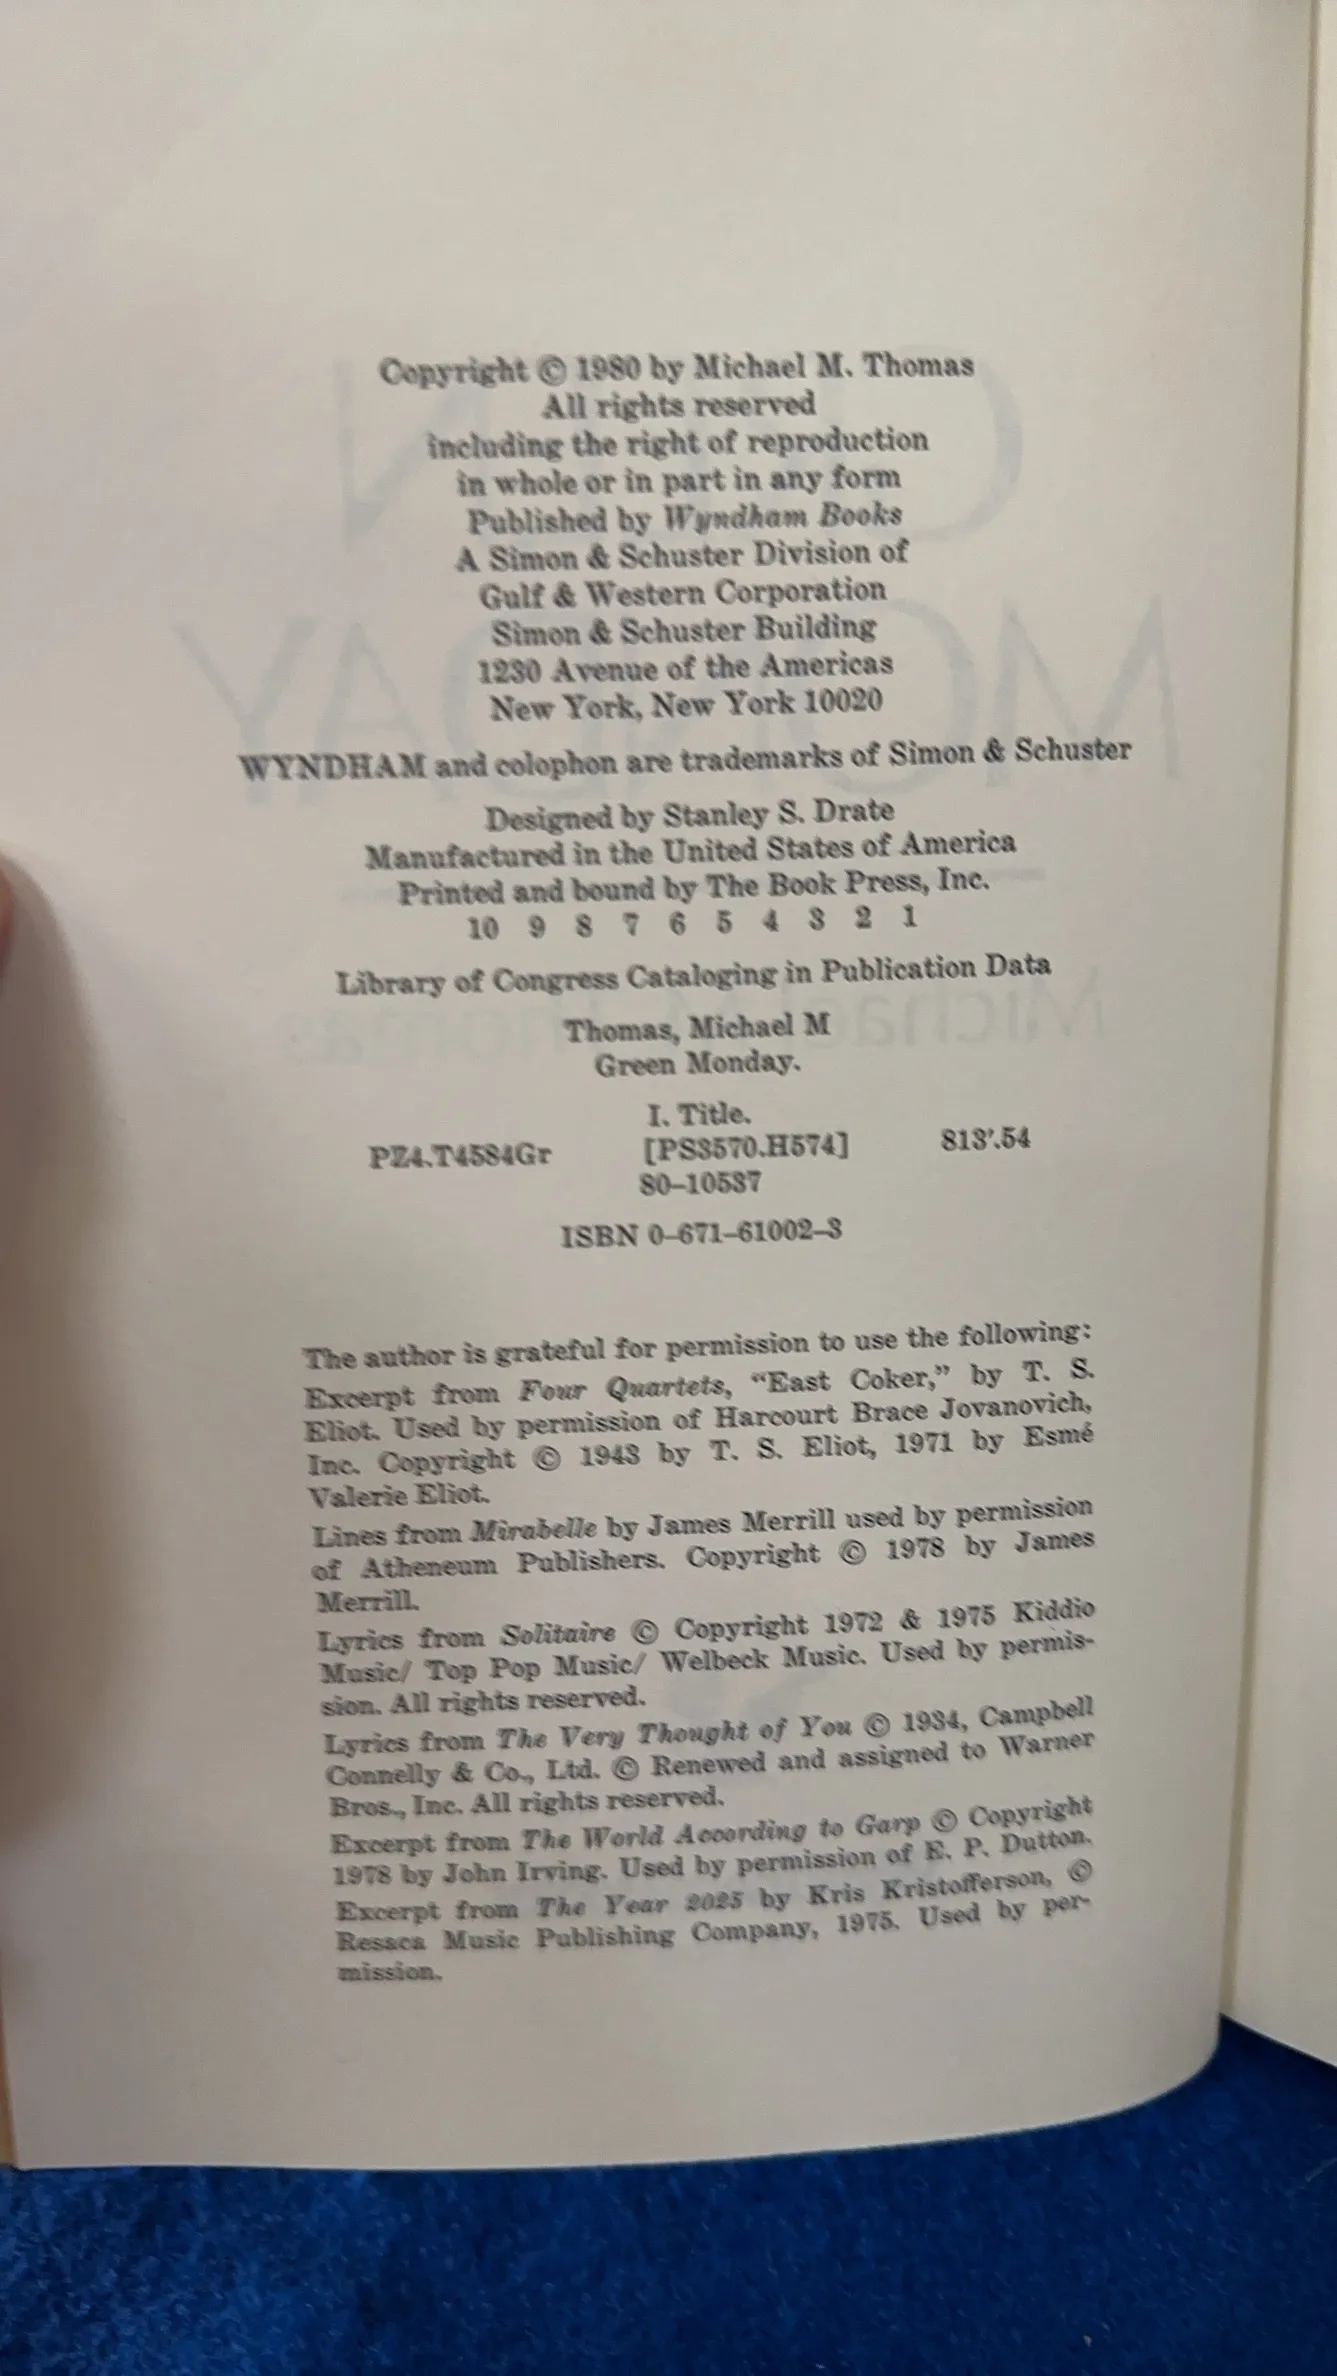 Copyright © 1980 by Michael M. Thomas
All rights reserved
including the right of reproduction
in whole or in part in any form
Published by Wyndham Books
A Simon & Schuster Division of
Gulf & Western Corporation
Simon & Schuster Building
1230 Avenue of the Americas
New York, New York 10020
WYNDHAM and colophon are trademarks of Simon & Schuster
Designed by Stanley S. Drate
Manufactured in the United States of America
Printed and bound by The Book Press, Inc.
10 9 8 7 6 5 4 3 2 1
Library of Congress Cataloging in Publication Data
Thomas, Michael M
Green Monday.
I. Title.
PZ4.T4584Gr [PS3570.H574] 813'.54
80–10537
ISBN 0–671–61002–3
The author is grateful for permission to use the following:
Excerpt from Four Quartets, “East Coker,” by T. S.
Eliot. Used by permission of Harcourt Brace Jovanovich,
Inc. Copyright © 1943 by T. S. Eliot, 1971 by Esmé
Valerie Eliot.
Lines from Mirabelle by James Merrill used by permission
of Atheneum Publishers. Copyright © 1978 by James
Merrill.
Lyrics from Solitaire © Copyright 1972 & 1975 Kiddio
Music/ Top Pop Music/ Welbeck Music. Used by permis-
sion. All rights reserved.
Lyrics from The Very Thought of You © 1934, Campbell
Connelly & Co., Ltd. © Renewed and assigned to Warner
Bros., Inc. All rights reserved.
Excerpt from The World According to Garp © Copyright
1978 by John Irving. Used by permission of E. P. Dutton.
Excerpt from The Year 2025 by Kris Kristofferson, ©
Resaca Music Publishing Company, 1975. Used by per-
mission.